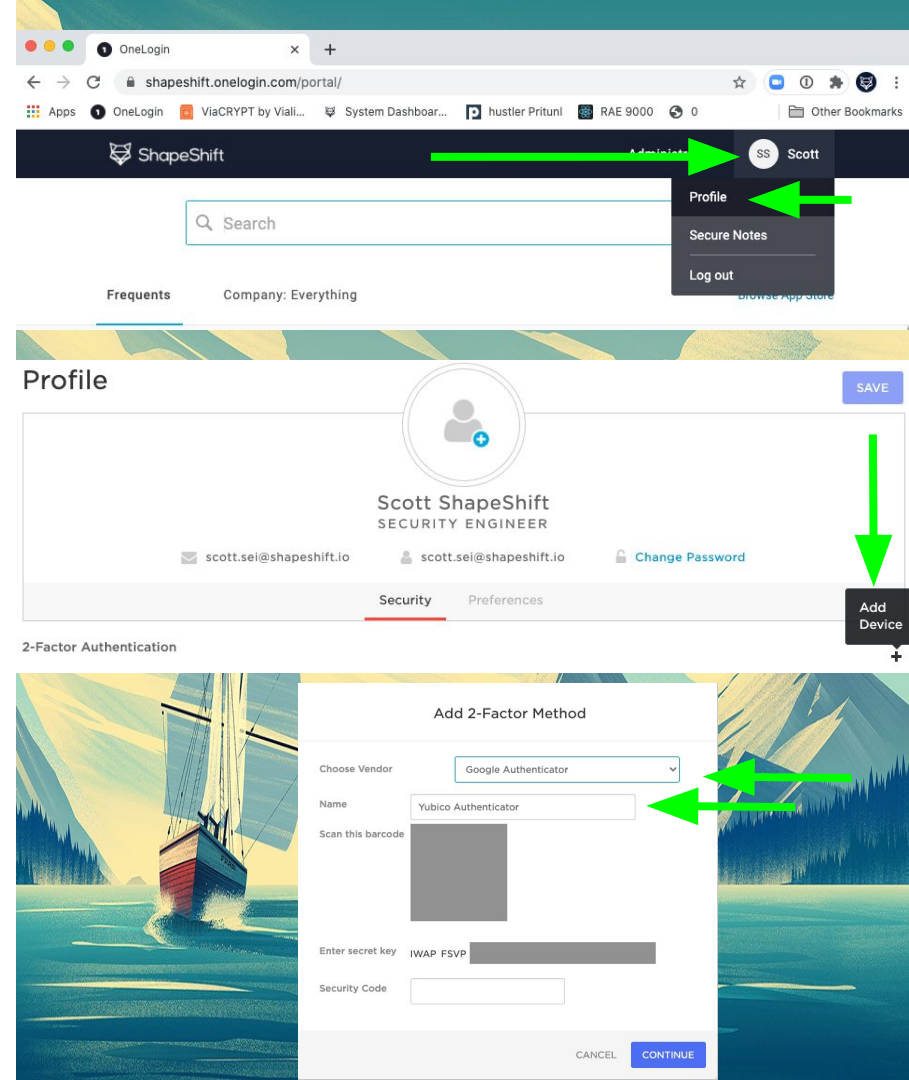 OneLogin × +
shapeshift.onelogin.com/portal/
Apps OneLogin ViaCRYPT by Viali... System Dashboar... hustler Pritunl RAE 9000 0 Other Bookmarks
ShapeShift SS Scott
Profile
Search
Secure Notes
Log out
Frequents Company: Everything Browse App Store
Profile
SAVE
Scott ShapeShift
SECURITY ENGINEER
scott.sei@shapeshift.io scott.sei@shapeshift.io Change Password
Security Preferences
Add
Device
2-Factor Authentication +
Add 2-Factor Method
Choose Vendor Google Authenticator
Name Yubico Authenticator
Scan this barcode
Enter secret key IWAP FSVP
Security Code
CANCEL CONTINUE